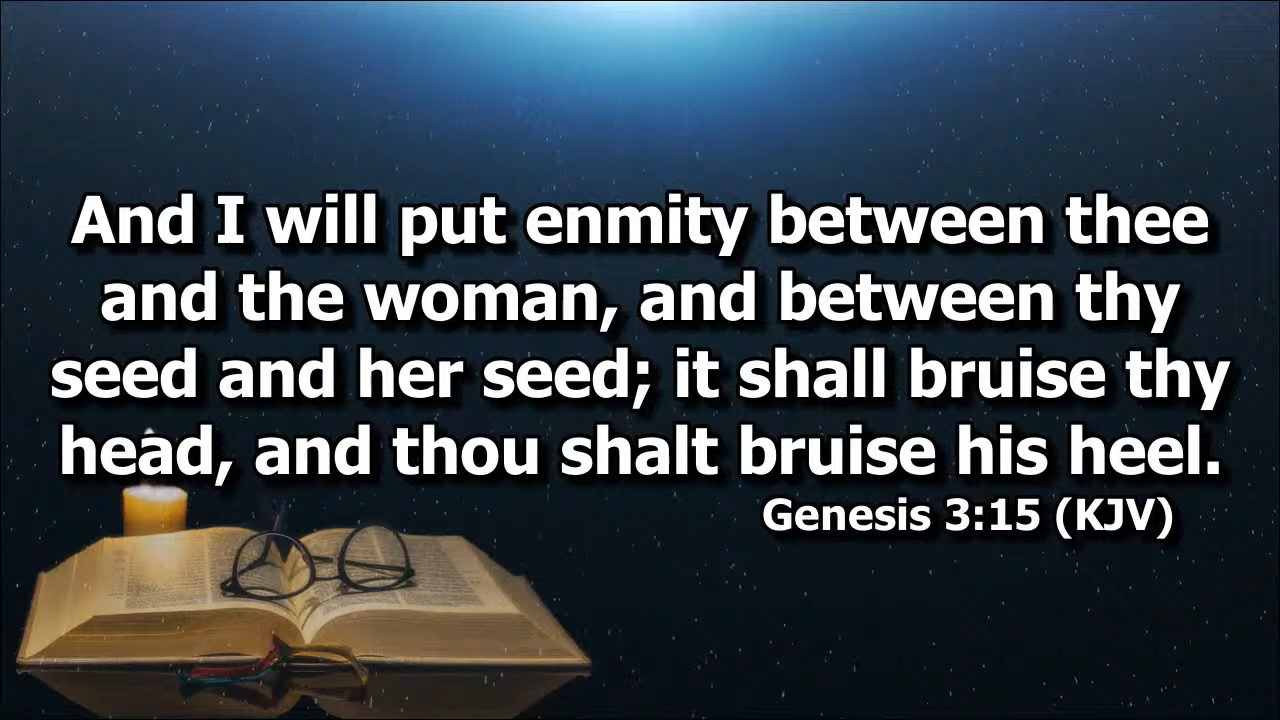 And I will put enmity between thee
and the woman, and between thy
seed and her seed; it shall bruise thy
head, and thou shalt bruise his heel.
Genesis 3:15 (KJV)